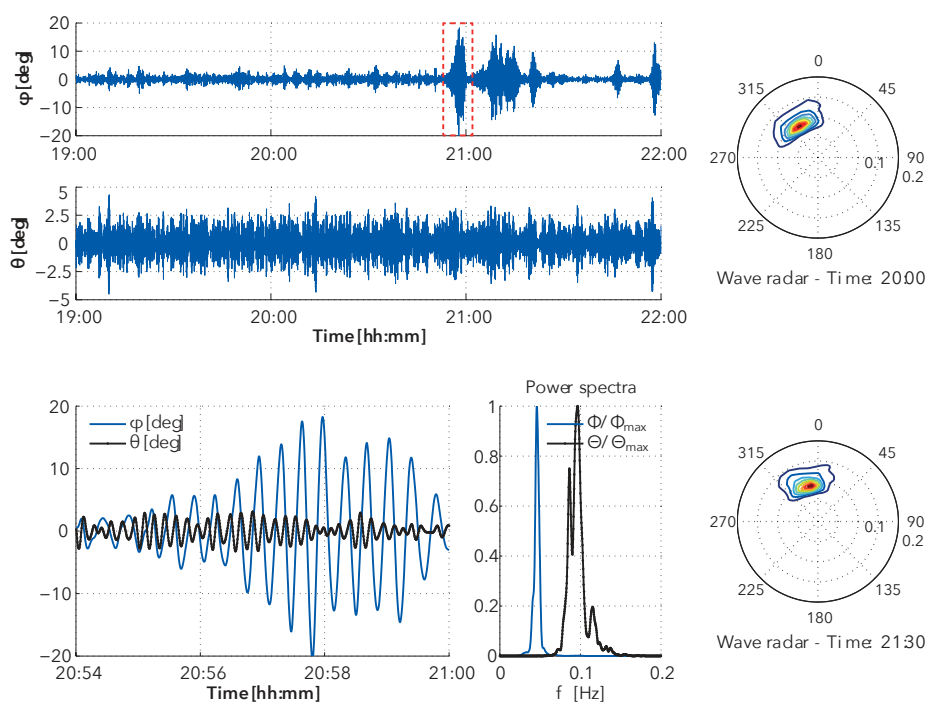 φ [deg]
20
10
0
−10
−20
19:00 20:00 21:00 22:00
θ [deg]
5
2.5
0
−2.5
−5
19:00 20:00 21:00 22:00
Time [hh:mm]
0
45
90
135
180
225
270
315
0.1
0.2
Wave radar - Time: 20:00
20
10
0
−10
−20
φ [deg]
θ [deg]
20:54 20:56 20:58 21:00
Time [hh:mm]
Power spectra
Φ/ Φmax
Θ/ Θmax
1
0.8
0.6
0.4
0.2
0
0 0.1 0.2
f [Hz]
0
45
90
135
180
225
270
315
0.1
0.2
Wave radar - Time: 21:30